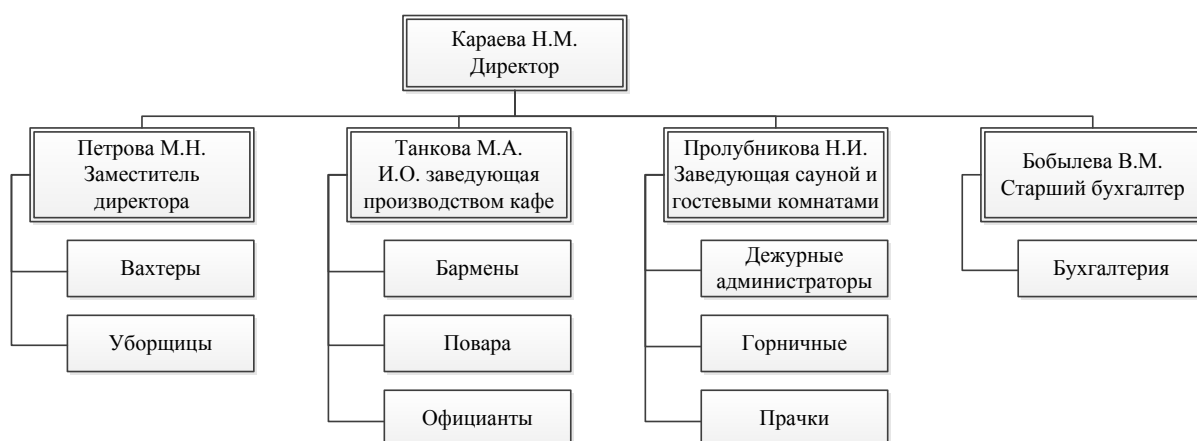 Караева Н.М.
Директор
Петрова М.Н.
Заместитель
директора
Вахтеры
Уборщицы
Танкова М.А.
И.О. заведующая
производством кафе
Бармены
Повара
Официанты
Пролубникова Н.И.
Заведующая сауной и
гостевыми комнатами
Дежурные
администраторы
Горничные
Прачки
Бобылева В.М.
Старший бухгалтер
Бухгалтерия